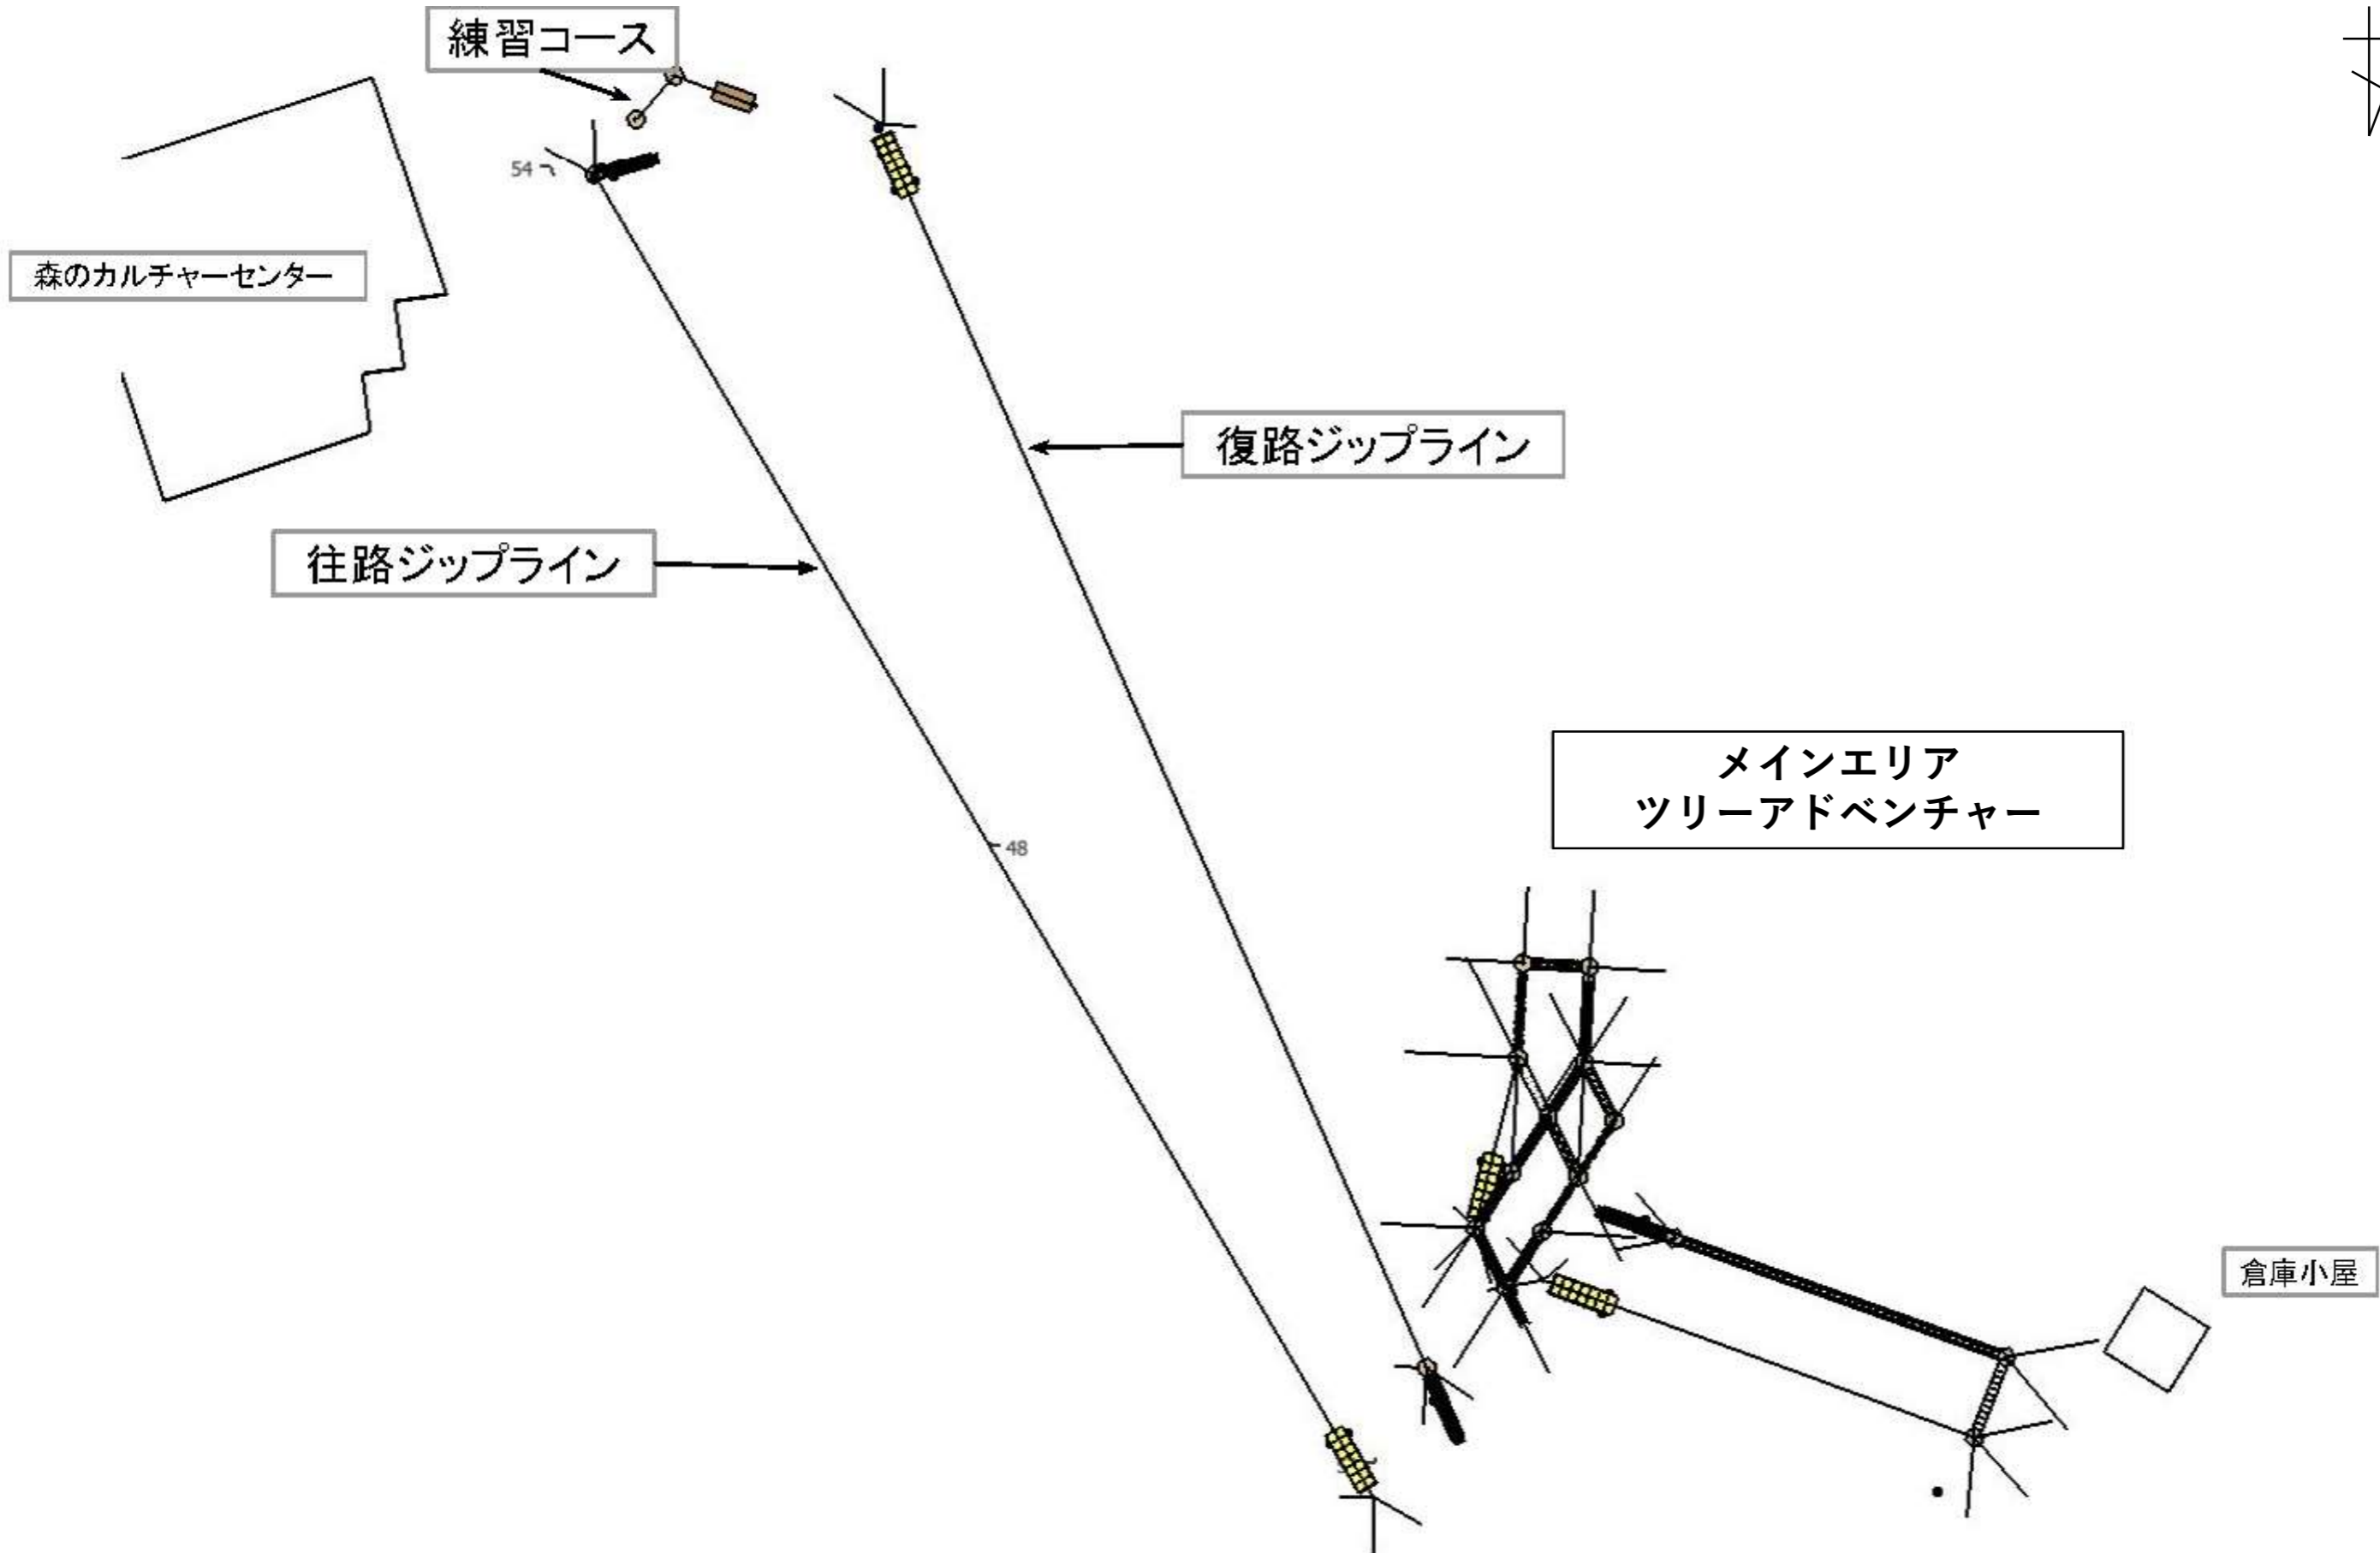 練習コース
54
森のカルチャーセンター
復路ジップライン
往路ジップライン
メインエリア
ツリーアドベンチャー
48
倉庫小屋